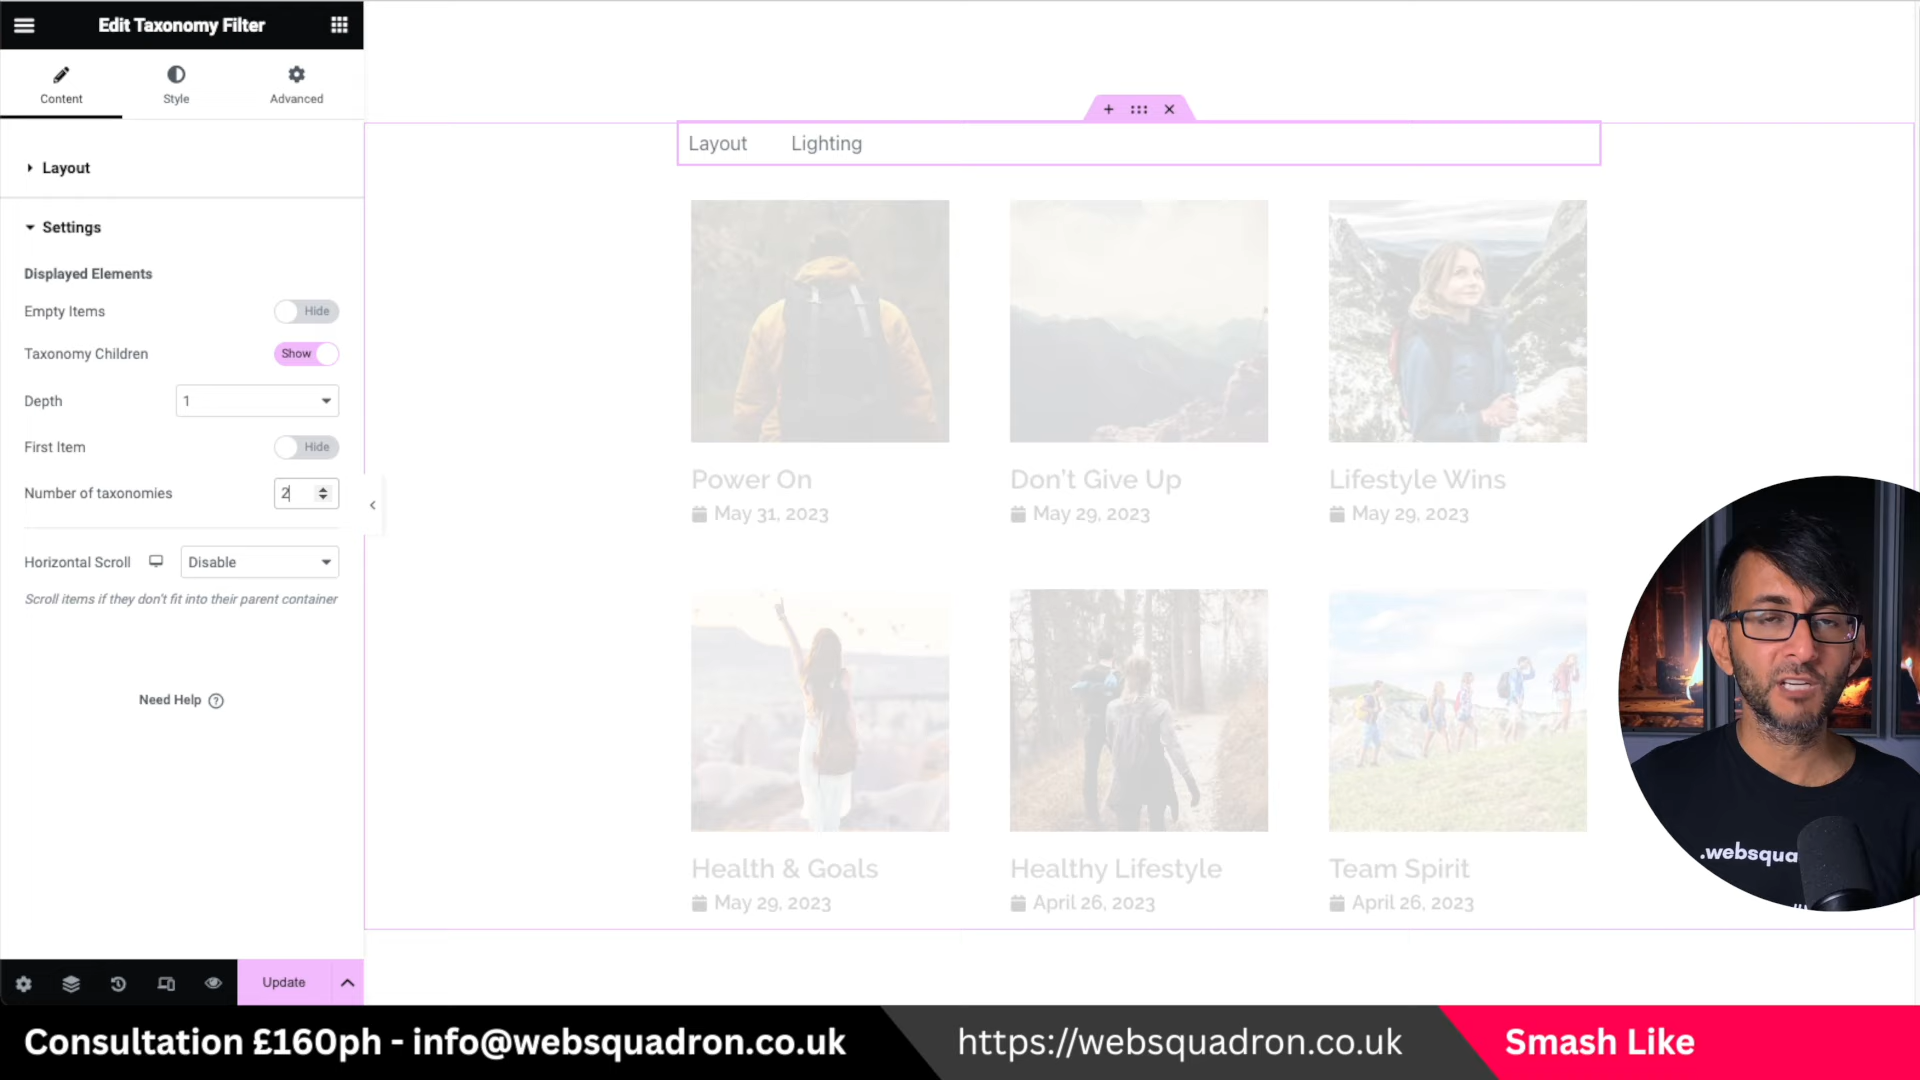 Edit Taxonomy Filter
Content
Style
Advanced
Layout
Settings
Displayed Elements
Empty Items
Hide
Taxonomy Children
Show
Depth
1
First Item
Hide
Number of taxonomies
2
Horizontal Scroll
Disable
Scroll items if they don't fit into their parent container
Need Help
Update
Layout
Lighting
Power On
May 31, 2023
Don't Give Up
May 29, 2023
Lifestyle Wins
May 29, 2023
Health & Goals
May 29, 2023
Healthy Lifestyle
April 26, 2023
Team Spirit
April 26, 2023
.websqua
Consultation £160ph - info@websquadron.co.uk
https://websquadron.co.uk
Smash Like